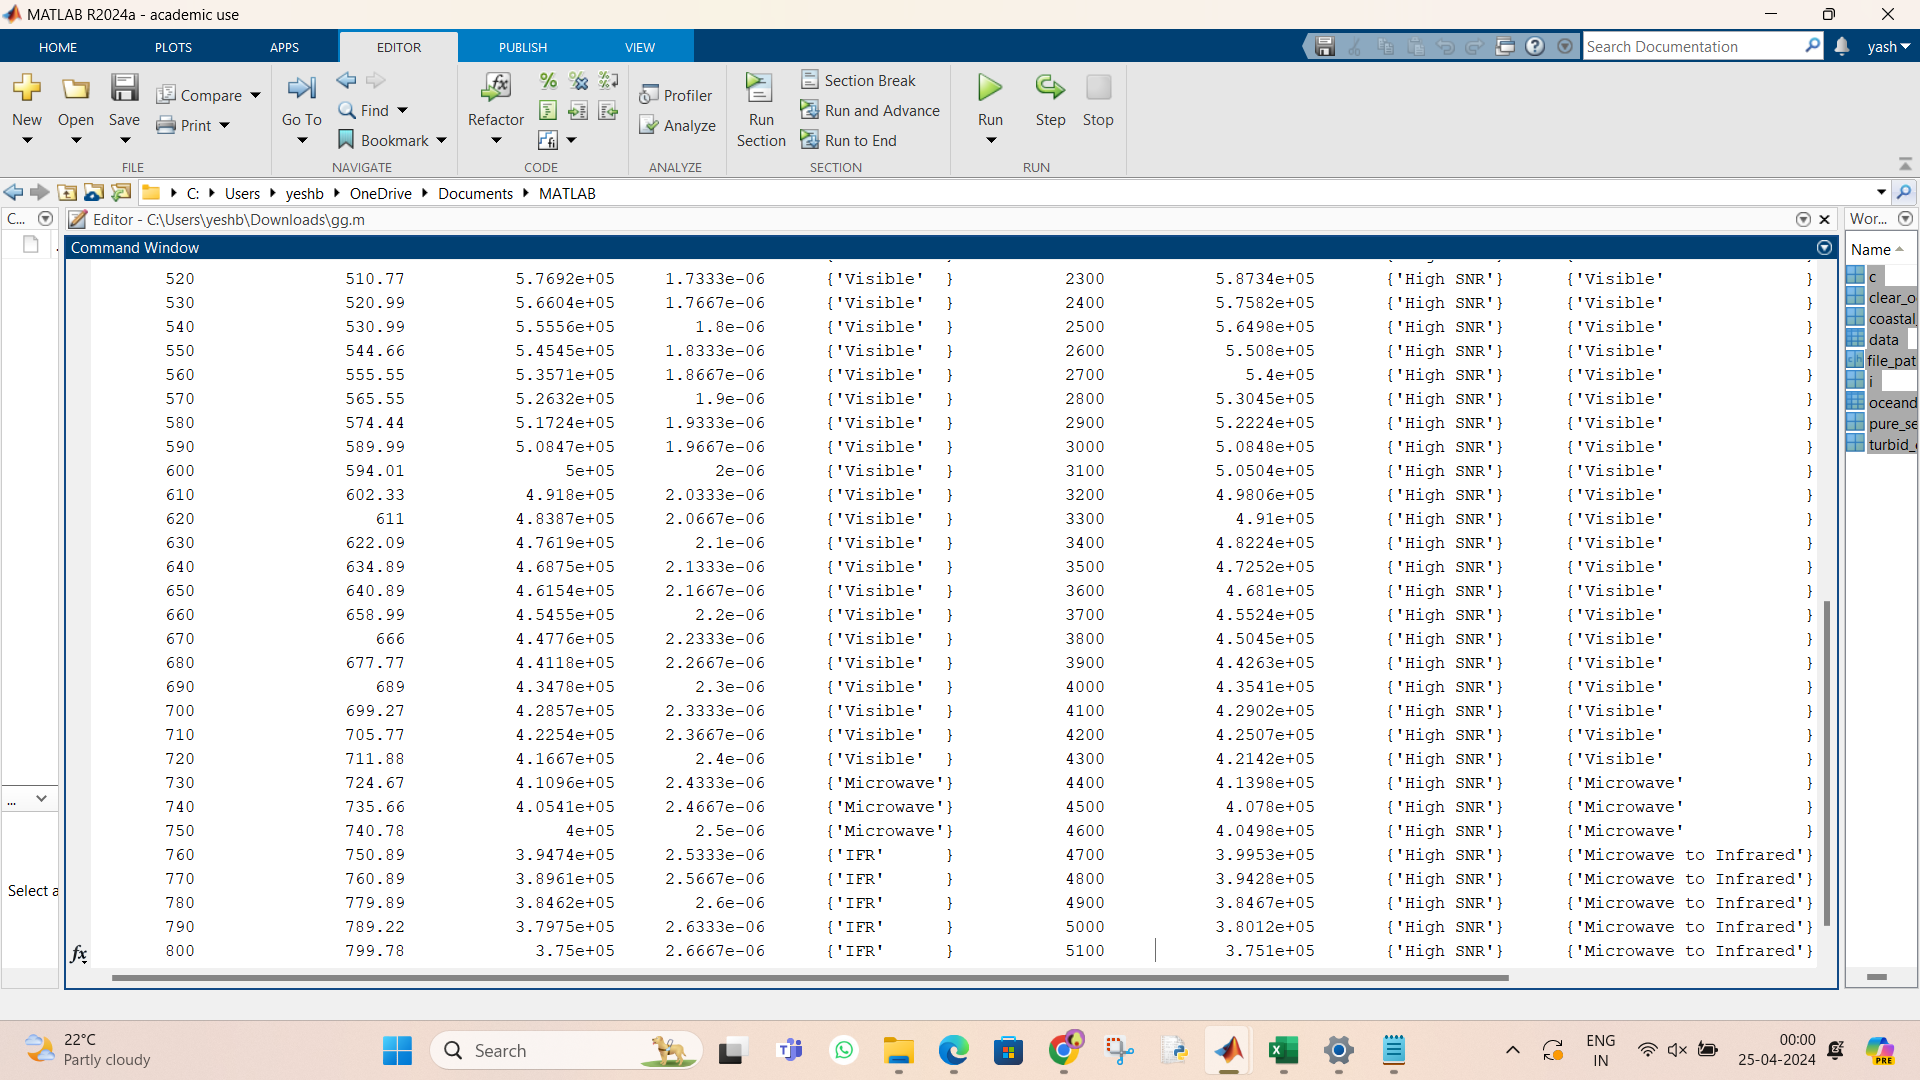 MATLAB R2024a - academic use
HOME PLOTS APPS EDITOR PUBLISH VIEW Search Documentation yash
New Open Save Compare Print Go To Find Bookmark Refactor Profiler Analyze Run Section Section Break Run and Advance Run to End Run Step Stop
FILE NAVIGATE CODE ANALYZE SECTION RUN
C: Users yeshb OneDrive Documents MATLAB
C... Editor - C:\Users\yeshb\Downloads\gg.m Wor...
Command Window
Name
520 510.77 5.7692e+05 1.7333e-06 {'Visible' } 2300 5.8734e+05 {'High SNR'} {'Visible' }
530 520.99 5.6604e+05 1.7667e-06 {'Visible' } 2400 5.7582e+05 {'High SNR'} {'Visible' }
540 530.99 5.5556e+05 1.8e-06 {'Visible' } 2500 5.6498e+05 {'High SNR'} {'Visible' }
550 544.66 5.4545e+05 1.8333e-06 {'Visible' } 2600 5.508e+05 {'High SNR'} {'Visible' }
560 555.55 5.3571e+05 1.8667e-06 {'Visible' } 2700 5.4e+05 {'High SNR'} {'Visible' }
570 565.55 5.2632e+05 1.9e-06 {'Visible' } 2800 5.3045e+05 {'High SNR'} {'Visible' }
580 574.44 5.1724e+05 1.9333e-06 {'Visible' } 2900 5.2224e+05 {'High SNR'} {'Visible' }
590 589.99 5.0847e+05 1.9667e-06 {'Visible' } 3000 5.0848e+05 {'High SNR'} {'Visible' }
600 594.01 5e+05 2e-06 {'Visible' } 3100 5.0504e+05 {'High SNR'} {'Visible' }
610 602.33 4.918e+05 2.0333e-06 {'Visible' } 3200 4.9806e+05 {'High SNR'} {'Visible' }
620 611 4.8387e+05 2.0667e-06 {'Visible' } 3300 4.91e+05 {'High SNR'} {'Visible' }
630 622.09 4.7619e+05 2.1e-06 {'Visible' } 3400 4.8224e+05 {'High SNR'} {'Visible' }
640 634.89 4.6875e+05 2.1333e-06 {'Visible' } 3500 4.7252e+05 {'High SNR'} {'Visible' }
650 640.89 4.6154e+05 2.1667e-06 {'Visible' } 3600 4.681e+05 {'High SNR'} {'Visible' }
660 658.99 4.5455e+05 2.2e-06 {'Visible' } 3700 4.5524e+05 {'High SNR'} {'Visible' }
670 666 4.4776e+05 2.2333e-06 {'Visible' } 3800 4.5045e+05 {'High SNR'} {'Visible' }
680 677.77 4.4118e+05 2.2667e-06 {'Visible' } 3900 4.4263e+05 {'High SNR'} {'Visible' }
690 689 4.3478e+05 2.3e-06 {'Visible' } 4000 4.3541e+05 {'High SNR'} {'Visible' }
700 699.27 4.2857e+05 2.3333e-06 {'Visible' } 4100 4.2902e+05 {'High SNR'} {'Visible' }
710 705.77 4.2254e+05 2.3667e-06 {'Visible' } 4200 4.2507e+05 {'High SNR'} {'Visible' }
720 711.88 4.1667e+05 2.4e-06 {'Visible' } 4300 4.2142e+05 {'High SNR'} {'Visible' }
730 724.67 4.1096e+05 2.4333e-06 {'Microwave'} 4400 4.1398e+05 {'High SNR'} {'Microwave' }
740 735.66 4.0541e+05 2.4667e-06 {'Microwave'} 4500 4.078e+05 {'High SNR'} {'Microwave' }
750 740.78 4e+05 2.5e-06 {'Microwave'} 4600 4.0498e+05 {'High SNR'} {'Microwave' }
760 750.89 3.9474e+05 2.5333e-06 {'IFR' } 4700 3.9953e+05 {'High SNR'} {'Microwave to Infrared'}
770 760.89 3.8961e+05 2.5667e-06 {'IFR' } 4800 3.9428e+05 {'High SNR'} {'Microwave to Infrared'}
780 779.89 3.8462e+05 2.6e-06 {'IFR' } 4900 3.8467e+05 {'High SNR'} {'Microwave to Infrared'}
790 789.22 3.7975e+05 2.6333e-06 {'IFR' } 5000 3.8012e+05 {'High SNR'} {'Microwave to Infrared'}
800 799.78 3.75e+05 2.6667e-06 {'IFR' } 5100 3.751e+05 {'High SNR'} {'Microwave to Infrared'}
fx
...
Select a
c
clear_o
coastal_
data
file_pat
i
oceand
pure_se
turbid_
22°C
Partly cloudy
Search
ENG
IN
00:00
25-04-2024
PRE